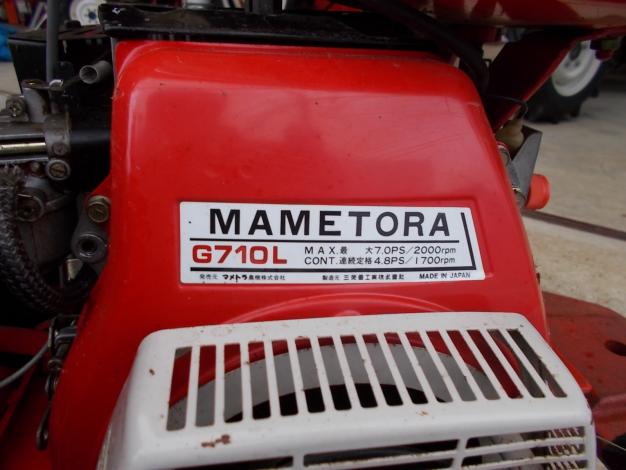 MAMETORA
G710L MAX.最 大7.0PS/2000rpm
CONT.連続定格4.8PS/1700rpm
発売元 マメトラ農機株式会社 製造元 三菱重工業株式會社 MADE IN JAPAN